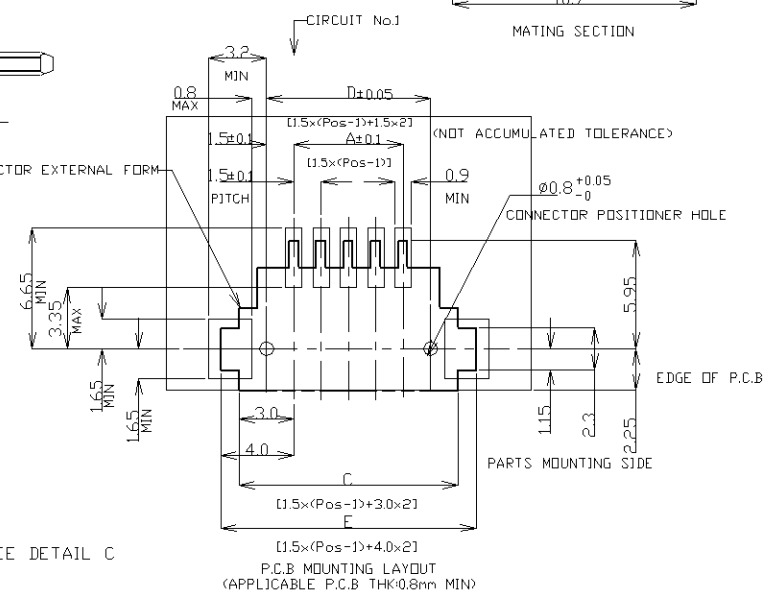 10.7
CIRCUIT No.1
MATING SECTION
3.2
MIN
0.8
MAX
D±0.05
[1.5×(Pos-1)+1.5×2]
(NOT ACCUMULATED TOLERANCE)
1.5±0.1
A±0.1
[1.5×(Pos-1)]
CTOR EXTERNAL FORM
1.5±0.1
PITCH
0.9
MIN
ø0.8 +0.05
-0
CONNECTOR POSITIONER HOLE
6.65
MIN
3.35
MAX
5.95
1.65
MIN
1.65
MIN
EDGE OF P.C.B
3.0
1.15
2.3
2.25
4.0
PARTS MOUNTING SIDE
C
[1.5×(Pos-1)+3.0×2]
E
[1.5×(Pos-1)+4.0×2]
EE DETAIL C
P.C.B MOUNTING LAYOUT
(APPLICABLE P.C.B THK:0.8mm MIN)